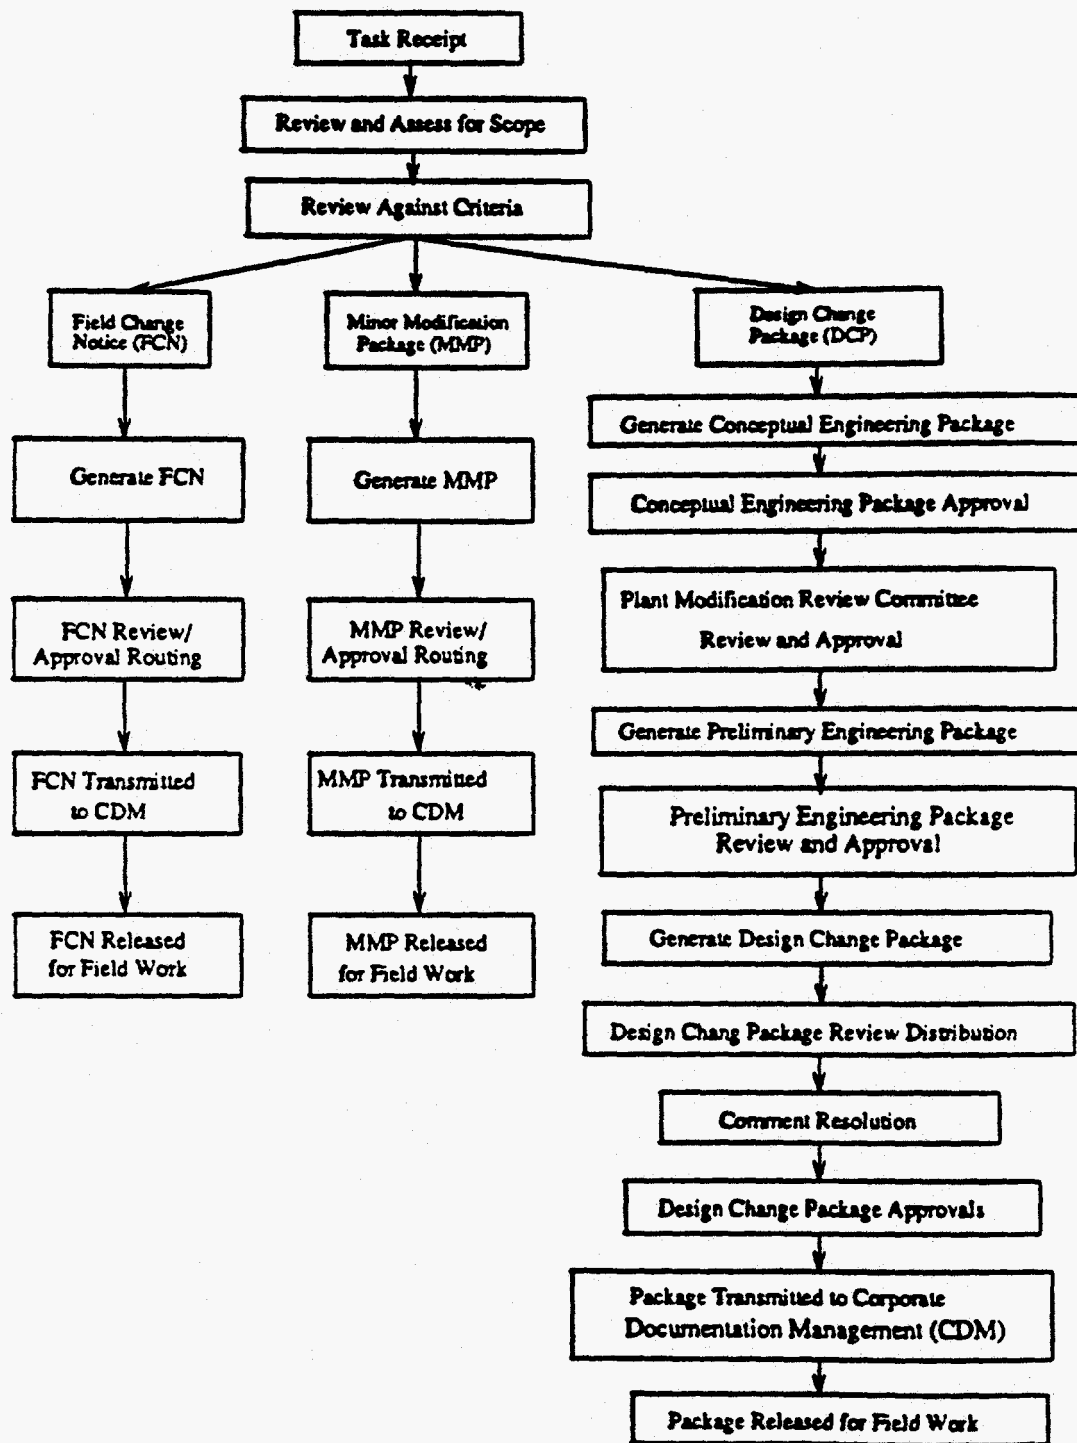 Task Receipt
Review and Assess for Scope
Review Against Criteria
Field Change
Notice (FCN)
Generate FCN
FCN Review/
Approval Routing
FCN Transmitted
to CDM
FCN Released
for Field Work
Minor Modification
Package (MMP)
Generate MMP
MMP Review/
Approval Routing
MMP Transmitted
to CDM
MMP Released
for Field Work
Design Change
Package (DCP)
Generate Conceptual Engineering Package
Conceptual Engineering Package Approval
Plant Modification Review Committee
Review and Approval
Generate Preliminary Engineering Package
Preliminary Engineering Package
Review and Approval
Generate Design Change Package
Design Chang Package Review Distribution
Comment Resolution
Design Change Package Approvals
Package Transmitted to Corporate
Documentation Management (CDM)
Package Released for Field Work